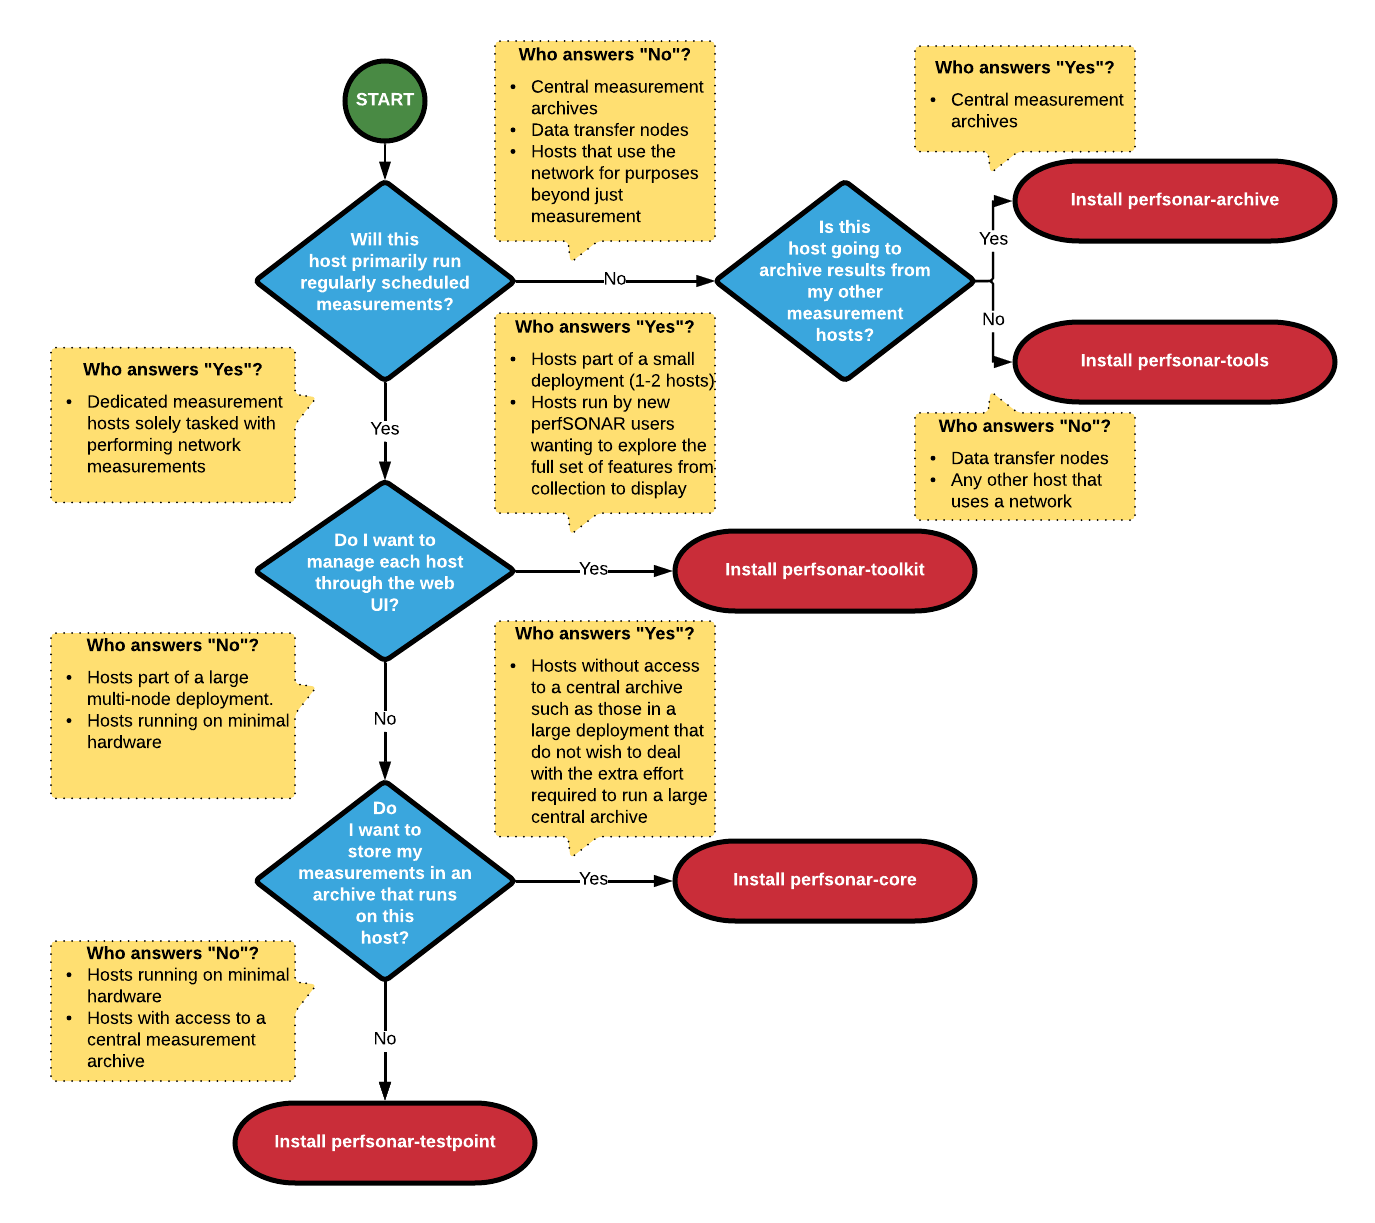 START
Will this
host primarily run
regularly scheduled
measurements?
Who answers "No"?
• Central measurement
archives
• Data transfer nodes
• Hosts that use the
network for purposes
beyond just
measurement
No
Is this
host going to
archive results from
my other
measurement
hosts?
Who answers "Yes"?
• Central measurement
archives
Yes
Install perfsonar-archive
No
Install perfsonar-tools
Who answers "No"?
• Data transfer nodes
• Any other host that
uses a network
Who answers "Yes"?
• Dedicated measurement
hosts solely tasked with
performing network
measurements
Yes
Do I want to
manage each host
through the web
UI?
Who answers "Yes"?
• Hosts part of a small
deployment (1-2 hosts)
• Hosts run by new
perfSONAR users
wanting to explore the
full set of features from
collection to display
Yes
Install perfsonar-toolkit
Who answers "No"?
• Hosts part of a large
multi-node deployment.
• Hosts running on minimal
hardware
No
Do
I want to
store my
measurements in an
archive that runs
on this
host?
Who answers "Yes"?
• Hosts without access
to a central archive
such as those in a
large deployment that
do not wish to deal
with the extra effort
required to run a large
central archive
Yes
Install perfsonar-core
Who answers "No"?
• Hosts running on minimal
hardware
• Hosts with access to a
central measurement
archive
No
Install perfsonar-testpoint